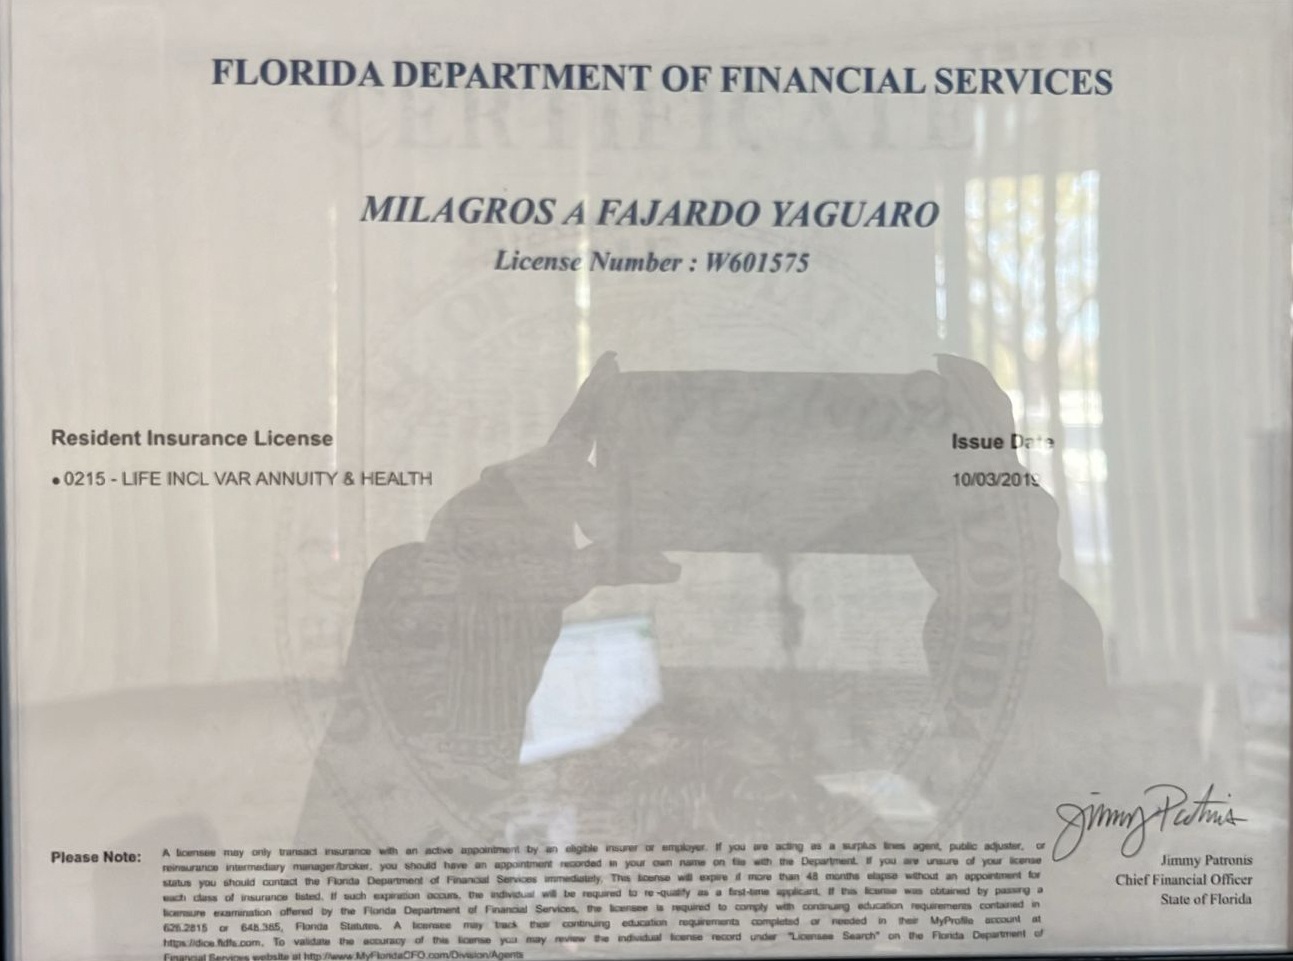 FLORIDA DEPARTMENT OF FINANCIAL SERVICES
CERTIFICATE
MILAGROS A FAJARDO YAGUARO
License Number : W601575
Resident Insurance License
Issue Date
• 0215 - LIFE INCL VAR ANNUITY & HEALTH
10/03/2019
Jimmy Patronis
Please Note:
A licensee may only transact insurance with an active appointment by an eligible insurer or employer. If you are acting as a surplus lines agent, public adjuster, or
reinsurance intermediary manager/broker, you should have an appointment recorded in your own name on file with the Department. If you are unsure of your license
status you should contact the Florida Department of Financial Services immediately. This license will expire if more than 48 months elapse without an appointment for
each class of insurance listed. If such expiration occurs, the individual will be required to re-qualify as a first-time applicant. If this license was obtained by passing a
licensure examination offered by the Florida Department of Financial Services, the licensee is required to comply with continuing education requirements contained in
626.2815 or 648.385, Florida Statutes. A licensee may track their continuing education requirements completed or needed in their MyProfile account at
https://dice.fldfs.com. To validate the accuracy of this license you may review the individual license record under "Licensee Search" on the Florida Department of
Financial Services website at http://www.MyFloridaCFO.com/Division/Agents
Jimmy Patronis
Chief Financial Officer
State of Florida